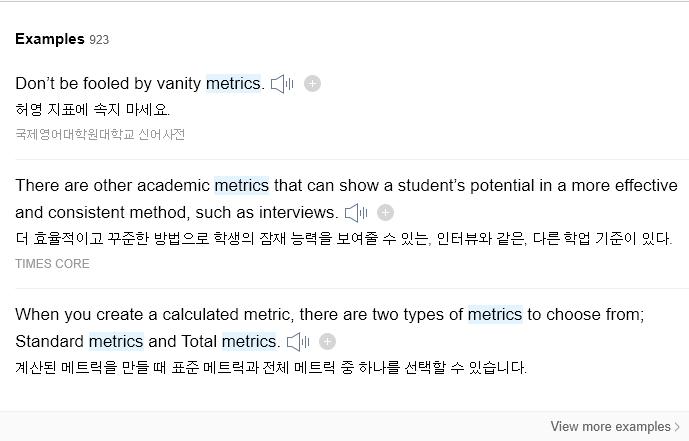 Examples 923
Don’t be fooled by vanity metrics.
허영 지표에 속지 마세요.
국제영어대학원대학교 신어사전
There are other academic metrics that can show a student’s potential in a more effective
and consistent method, such as interviews.
더 효율적이고 꾸준한 방법으로 학생의 잠재 능력을 보여줄 수 있는, 인터뷰와 같은, 다른 학업 기준이 있다.
TIMES CORE
When you create a calculated metric, there are two types of metrics to choose from;
Standard metrics and Total metrics.
계산된 메트릭을 만들 때 표준 메트릭과 전체 메트릭 중 하나를 선택할 수 있습니다.
View more examples